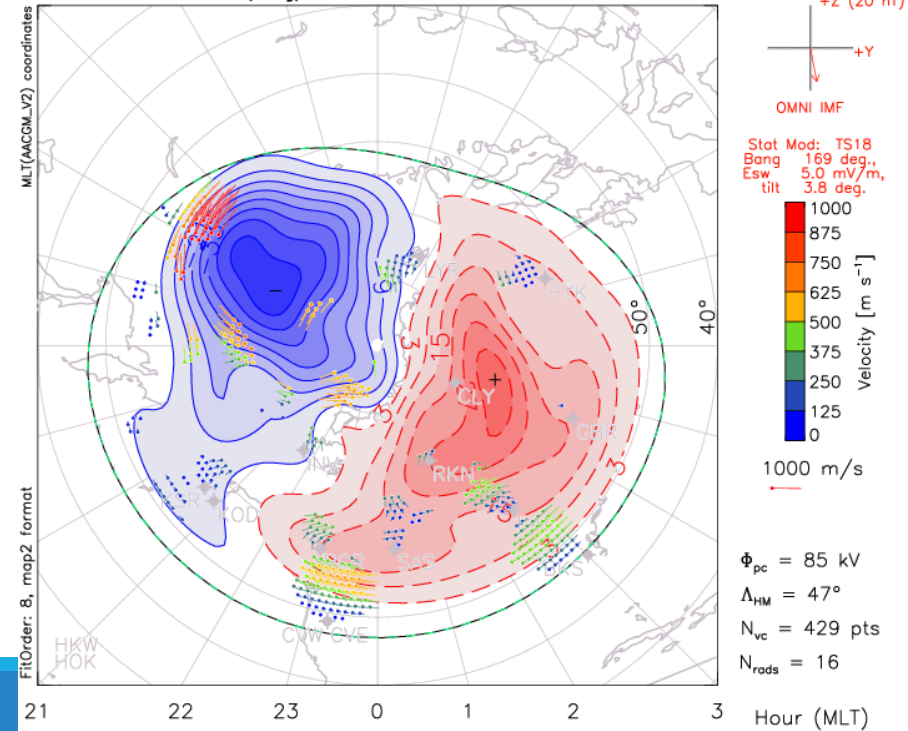 +Z (20 nT)
+Y
OMNI IMF
Stat Mod: TS18
Bang 169 deg.,
Esw 5.0 mV/m,
tilt 3.8 deg.
1000
875
750
625
500
375
250
125
0
Velocity [m s⁻¹]
1000 m/s
Φpc = 85 kV
ΛHM = 47°
Nvc = 429 pts
Nrads = 16
Hour (MLT)
MLT(AACGM_V2) coordinates
FitOrder: 8, map2 format
50°
40°
−
+
9
3
15
3
3
PYK
CLY
GBR
INV
RKN
KSR
KOD
SAS
CVW CVE
HKW
HOK
21 22 23 0 1 2 3